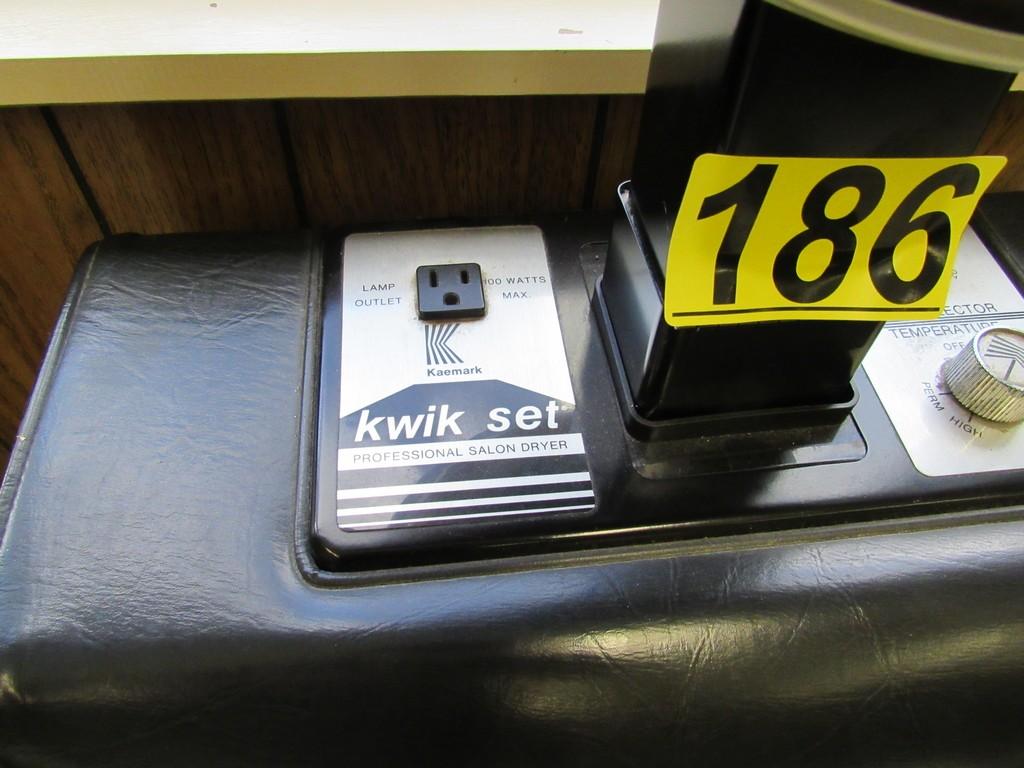 186
LAMP OUTLET
100 WATTS MAX.
Kaemark
kwik set
PROFESSIONAL SALON DRYER
TEMPERATURE
OFF
PERM
HIGH